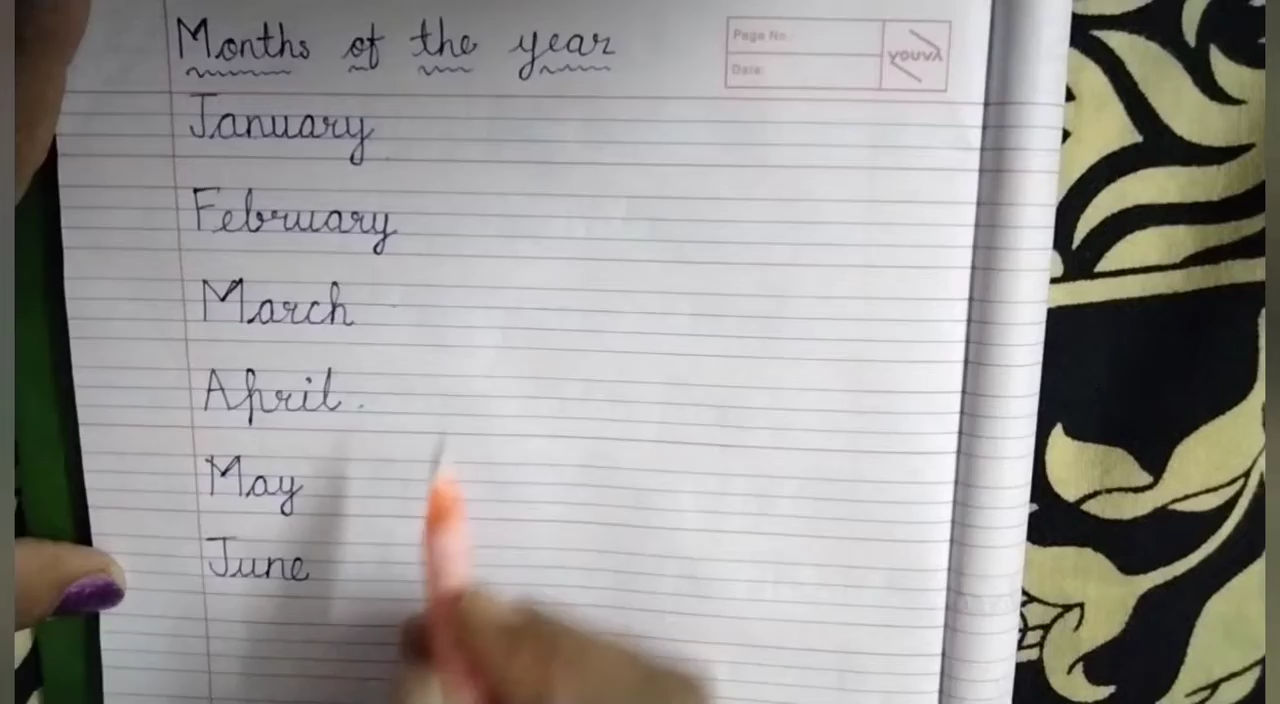 Months of the year
Page No
Date:
youva
January
February
March
April.
May
June